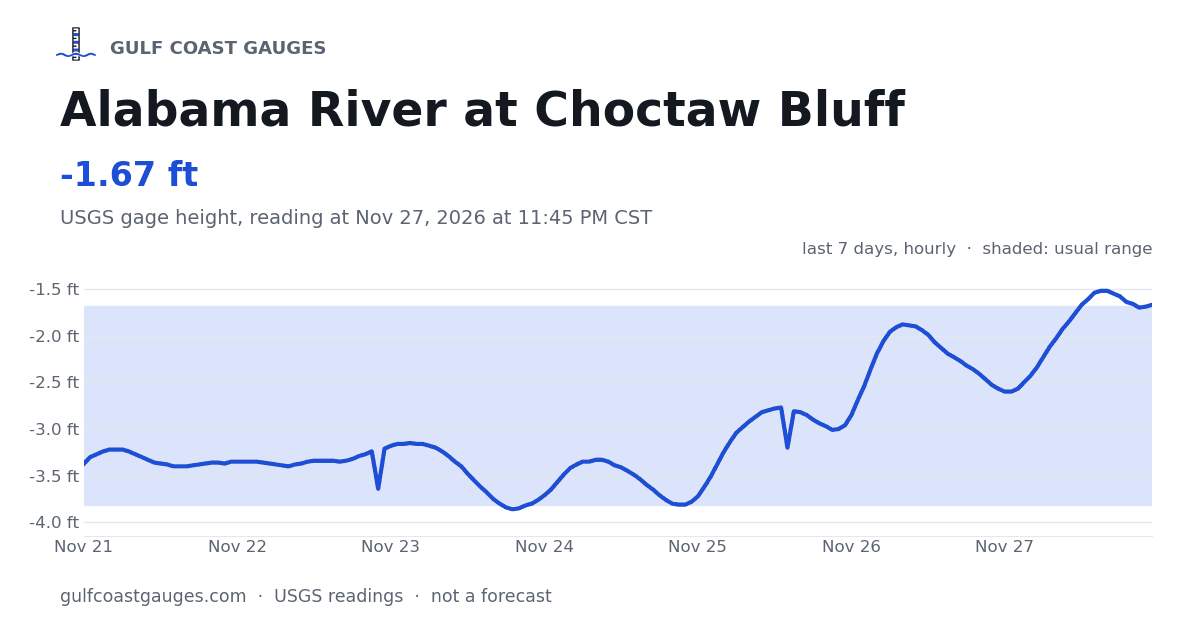 GULF COAST GAUGES
Alabama River at Choctaw Bluff
-1.67 ft
USGS gage height, reading at Nov 27, 2026 at 11:45 PM CST
last 7 days, hourly · shaded: usual range
-1.5 ft
-2.0 ft
-2.5 ft
-3.0 ft
-3.5 ft
-4.0 ft
Nov 21 Nov 22 Nov 23 Nov 24 Nov 25 Nov 26 Nov 27
gulfcoastgauges.com · USGS readings · not a forecast